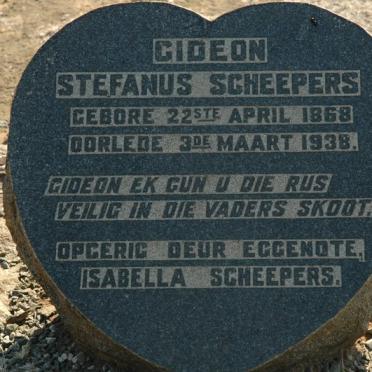 GIDEON
STEFANUS SCHEEPERS
GEBORE 22STE APRIL 1868
OORLEDE 3DE MAART 1938.
GIDEON EK GUN U DIE RUS
VEILIG IN DIE VADERS SKOOT.
OPGERIG DEUR EGGENOTE,
ISABELLA SCHEEPERS.